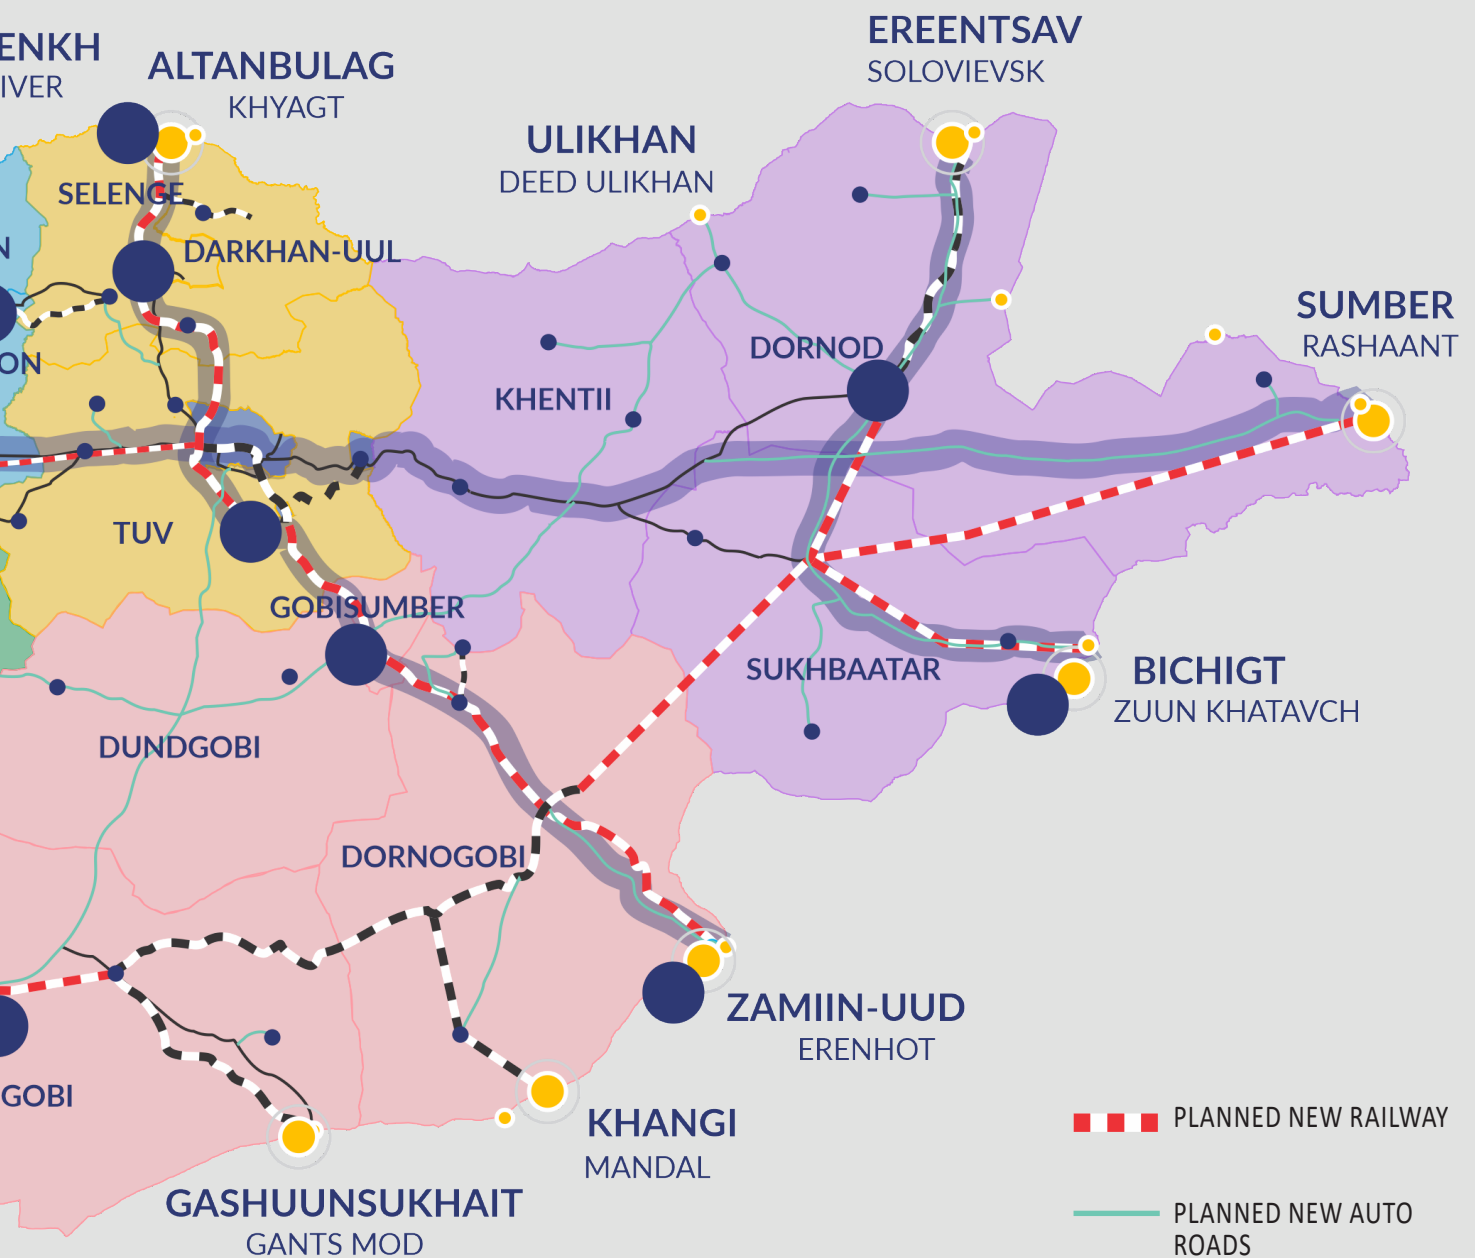 ENKH
IVER
ALTANBULAG
KHYAGT
EREENTSAV
SOLOVIEVSK
ULIKHAN
DEED ULIKHAN
SELENGE
DARKHAN-UUL
N
ON
SUMBER
RASHAANT
DORNOD
KHENTII
TUV
GOBISUMBER
SUKHBAATAR
BICHIGT
ZUUN KHATAVCH
DUNDGOBI
DORNOGOBI
ZAMIIN-UUD
ERENHOT
GOBI
KHANGI
MANDAL
GASHUUNSUKHAIT
GANTS MOD
PLANNED NEW RAILWAY
PLANNED NEW AUTO
ROADS